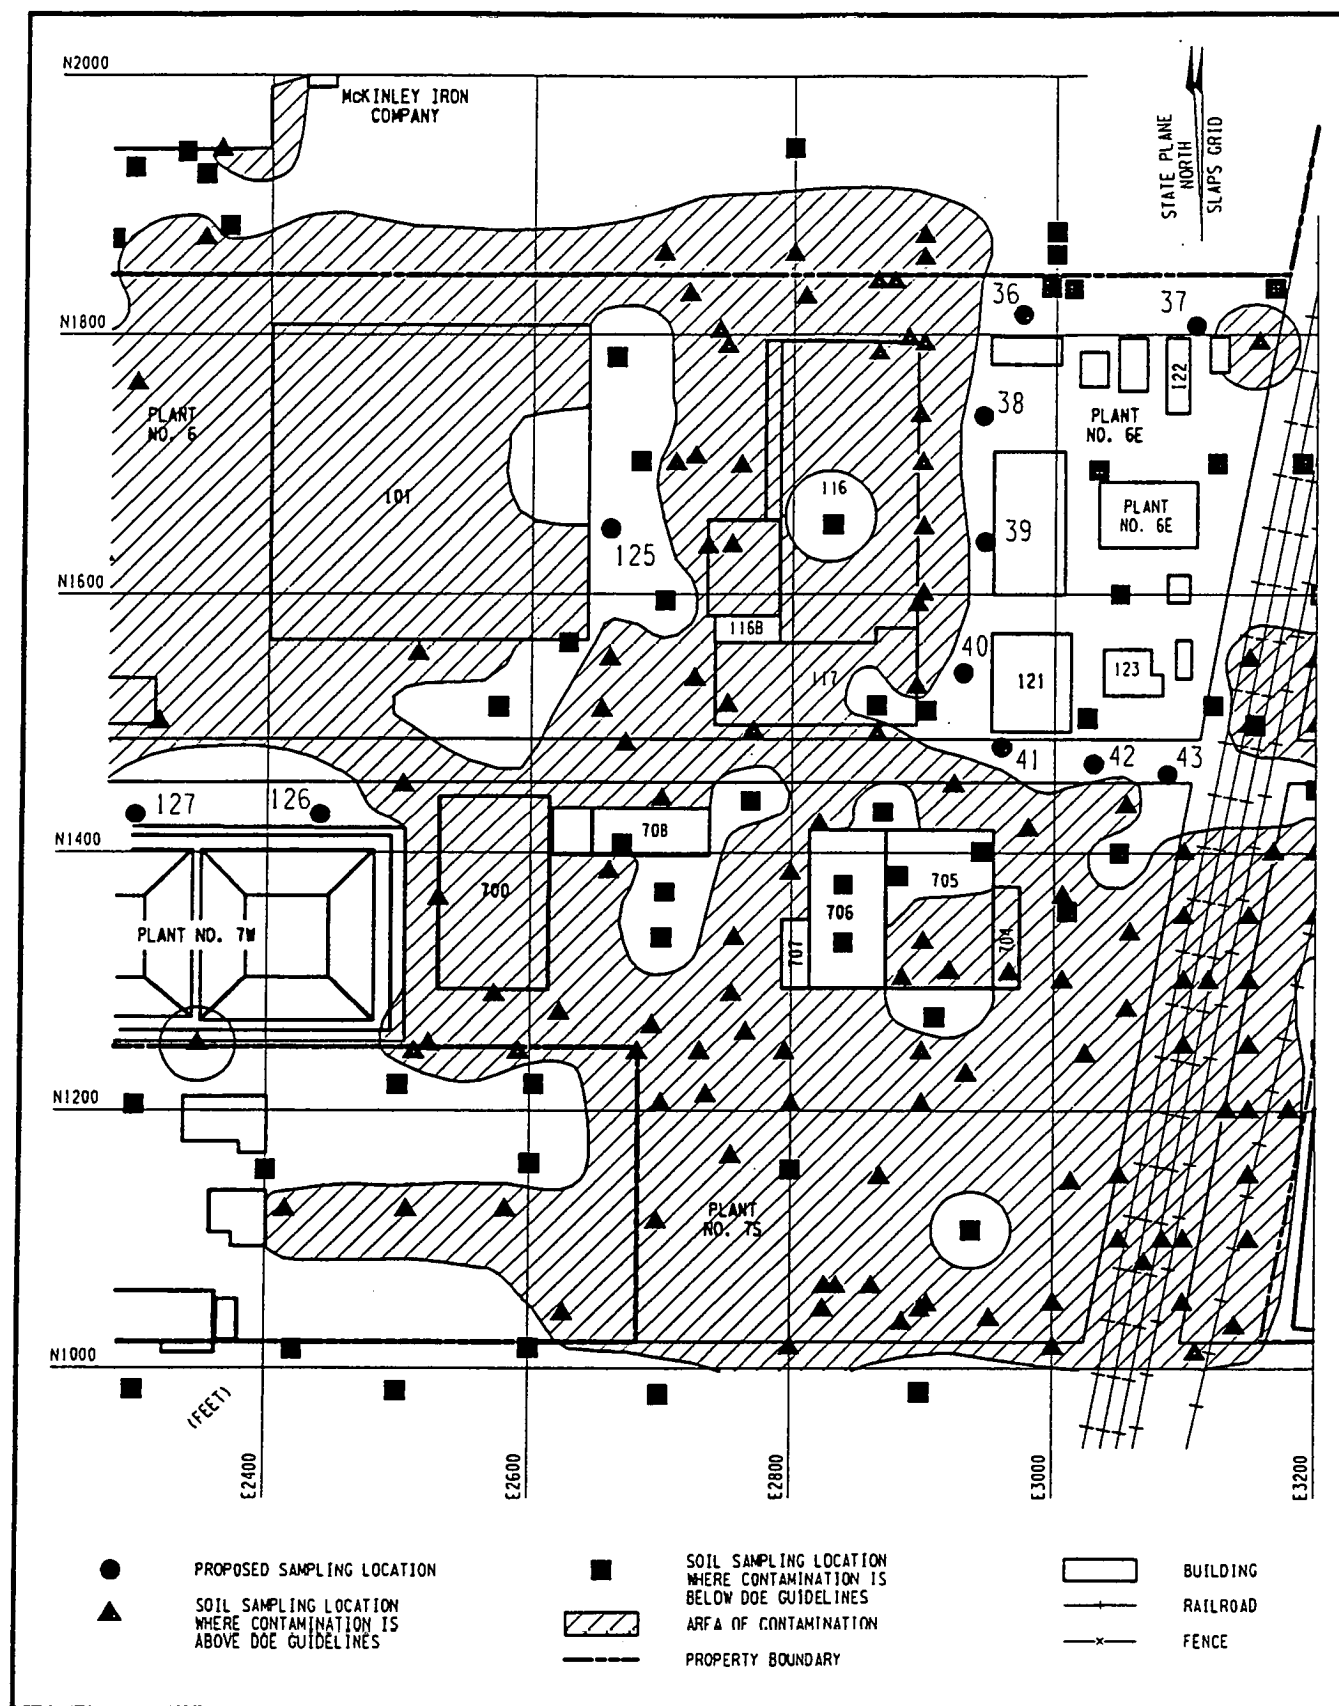 N2000
McKINLEY IRON
COMPANY
STATE PLANE
NORTH
SLAPS GRID
36
37
N1800
122
38
PLANT
NO. 6
PLANT
NO. 6E
101
116
PLANT
NO. 6E
39
125
N1600
116B
40
117
121
123
41
42
43
127
126
708
N1400
700
705
706
PLANT NO. 7W
707
704
N1200
PLANT
NO. 7S
N1000
(FEET)
E2400
E2600
E2800
E3000
E3200
PROPOSED SAMPLING LOCATION
SOIL SAMPLING LOCATION
WHERE CONTAMINATION IS
ABOVE DOE GUIDELINES
SOIL SAMPLING LOCATION
WHERE CONTAMINATION IS
BELOW DOE GUIDELINES
AREA OF CONTAMINATION
PROPERTY BOUNDARY
BUILDING
RAILROAD
FENCE